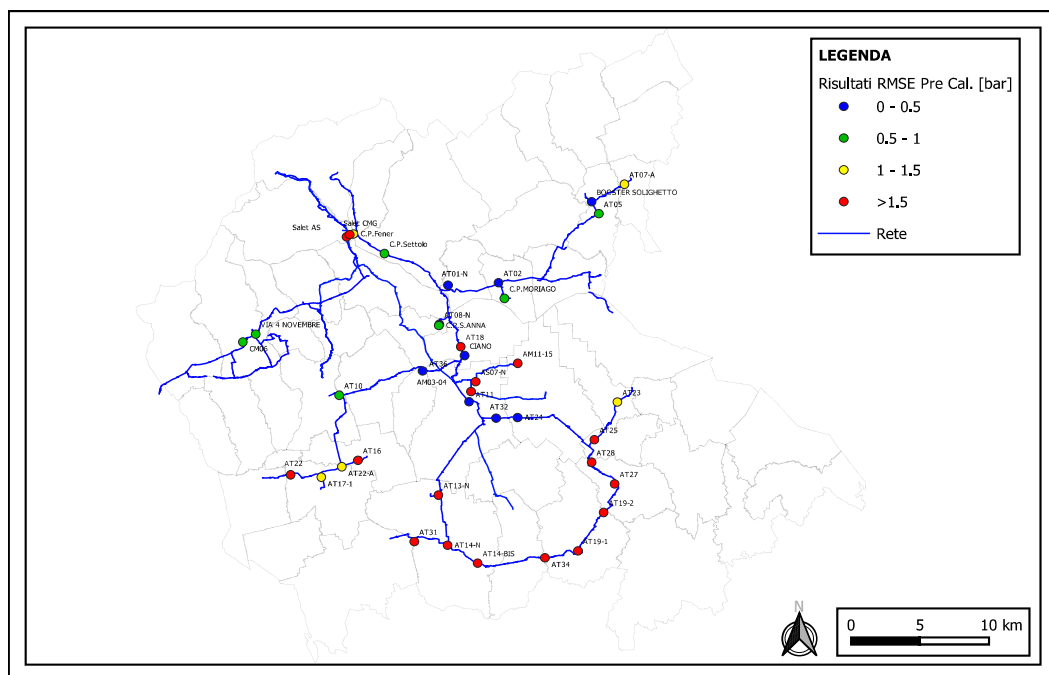 LEGENDA
Risultati RMSE Pre Cal. [bar]
0 - 0.5
0.5 - 1
1 - 1.5
>1.5
Rete
AT07-A
BOOSTER SOLIGHETTO
AT05
Salet CMG
Salet AS
C.P.Fener
C.P.Settolo
AT01-N
AT02
C.P.MORIAGO
AT08-N
C.P.S.ANNA
VIA 4 NOVEMBRE
CM06
AT18
CIANO
AT36
AM11-15
AM03-04
AS07-N
AT10
AT11
AT23
AT32
AT24
AT25
AT16
AT28
AT22
AT22-A
AT17-1
AT27
AT13-N
AT19-2
AT31
AT14-N
AT14-BIS
AT19-1
AT34
N
0 5 10 km